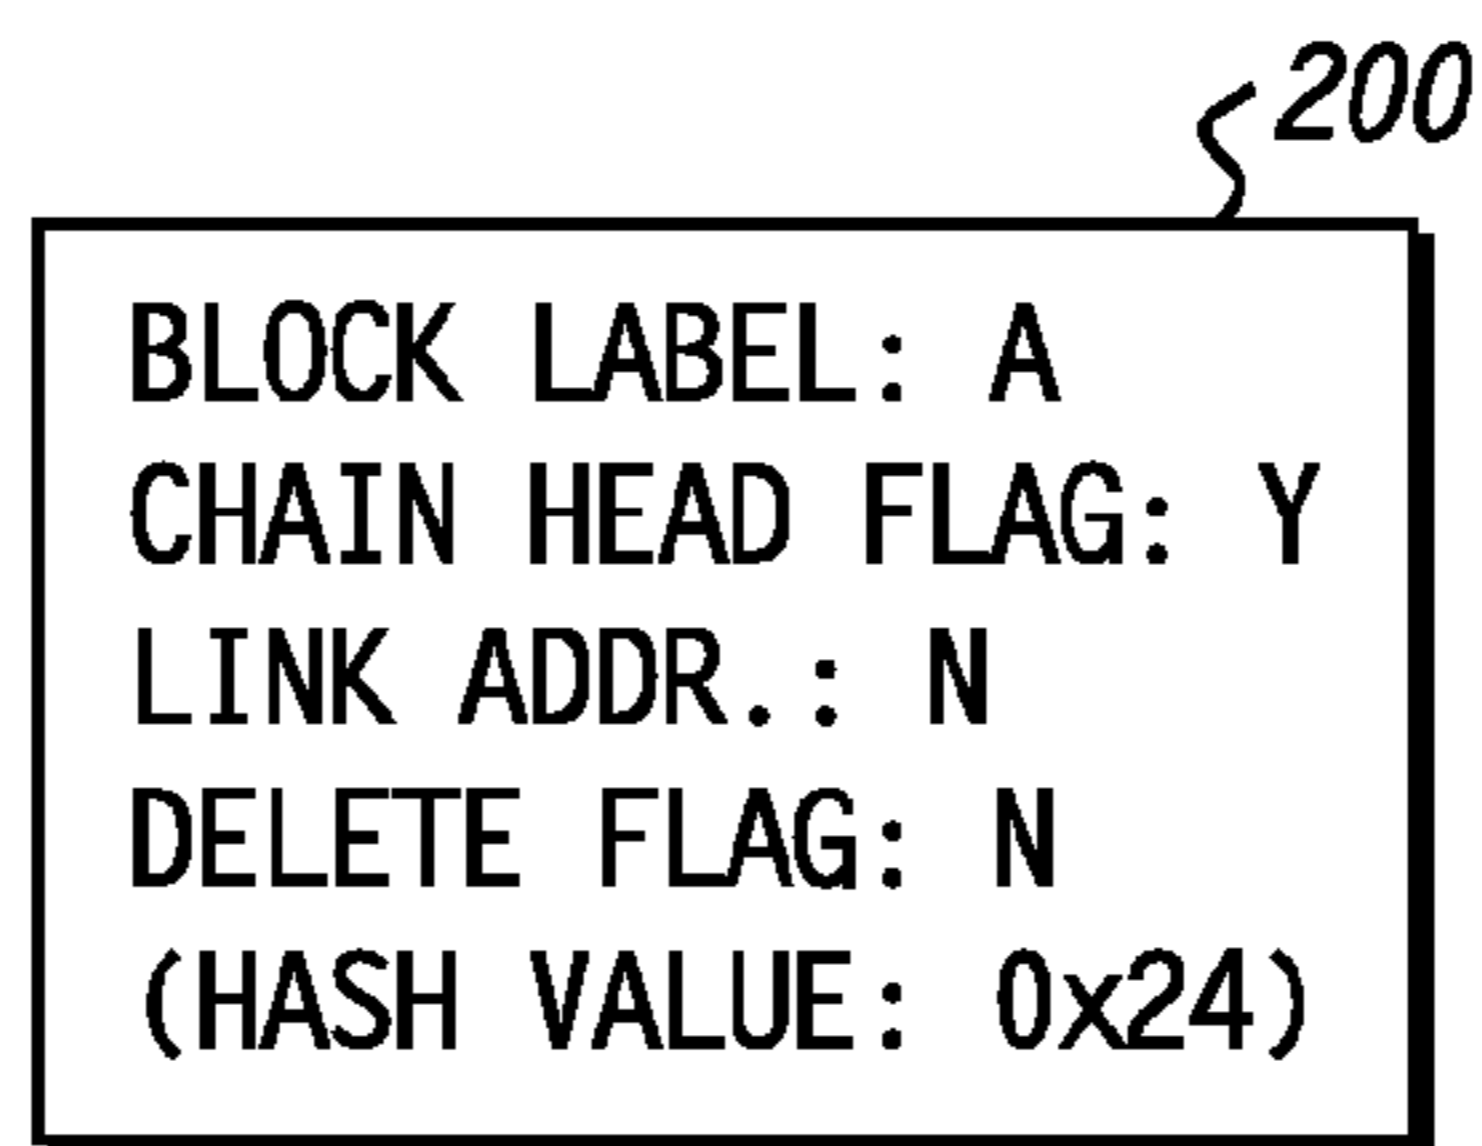 200
BLOCK LABEL: A
CHAIN HEAD FLAG: Y
LINK ADDR.: N
DELETE FLAG: N
(HASH VALUE: 0x24)